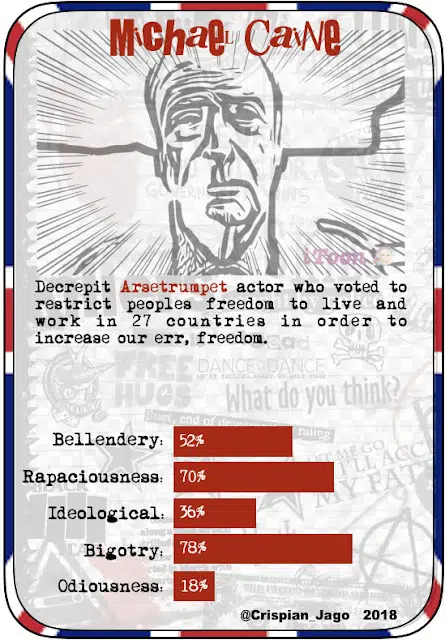 Michael Caine
iToon
Decrepit Arsetrumpet actor who voted to
restrict peoples freedom to live and
work in 27 countries in order to
increase our err, freedom.
FREE
HUGS
DANCE DANCE
What do you think?
Bellendery: 52%
Rapaciousness: 70%
Ideological: 36%
Bigotry: 78%
Odiousness: 18%
@Crispian_Jago 2018